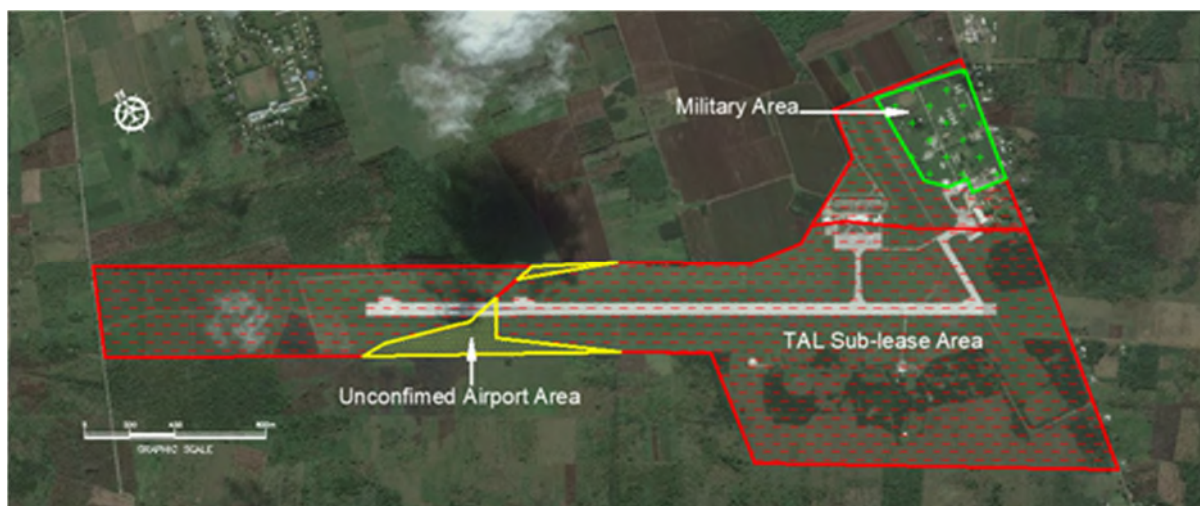 Military Area
TAL Sub-lease Area
Unconfimed Airport Area
GRAPHIC SCALE